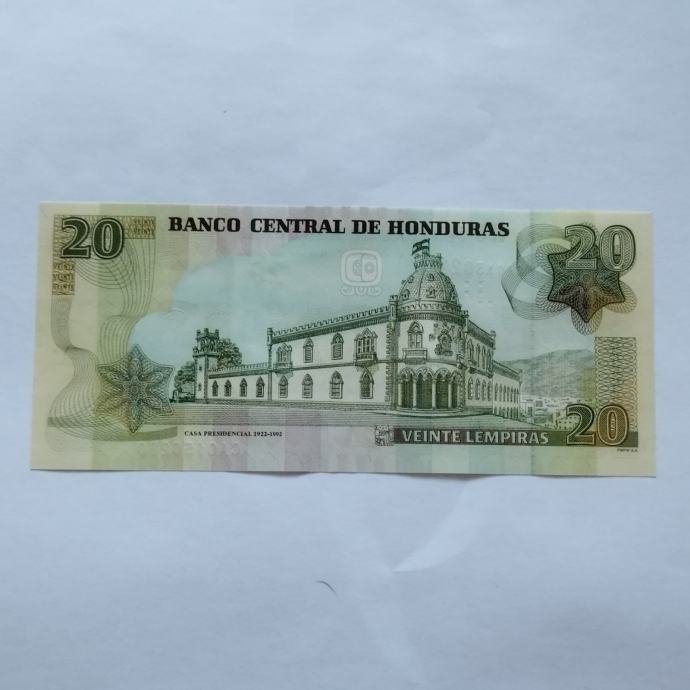 20
BANCO CENTRAL DE HONDURAS
20
CASA PRESIDENCIAL 1922-1992
VEINTE LEMPIRAS
20